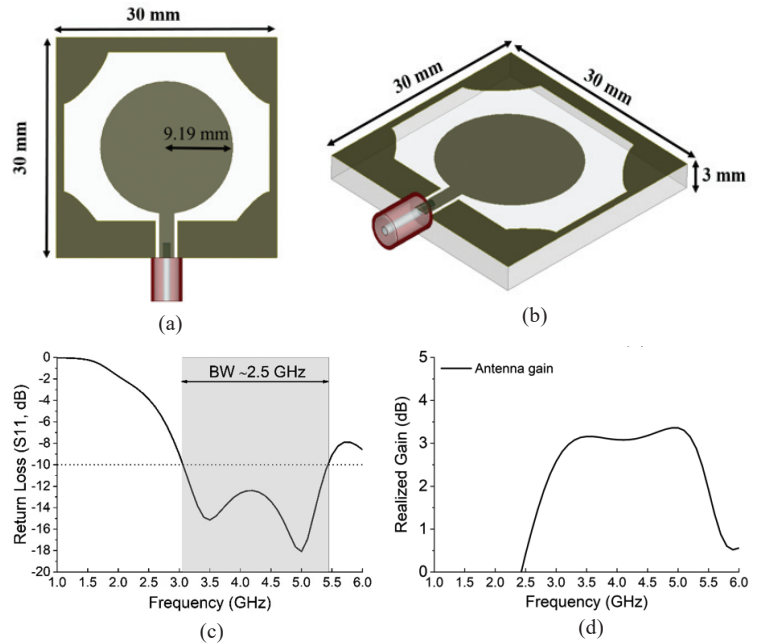 30 mm
30 mm
9.19 mm
(a)
30 mm
30 mm
3 mm
(b)
0
-2
-4
-6
-8
-10
-12
-14
-16
-18
-20
Return Loss (S11, dB)
BW ~2.5 GHz
1.0 1.5 2.0 2.5 3.0 3.5 4.0 4.5 5.0 5.5 6.0
Frequency (GHz)
(c)
5
4
3
2
1
0
Realized Gain (dB)
Antenna gain
1.0 1.5 2.0 2.5 3.0 3.5 4.0 4.5 5.0 5.5 6.0
Frequency (GHz)
(d)